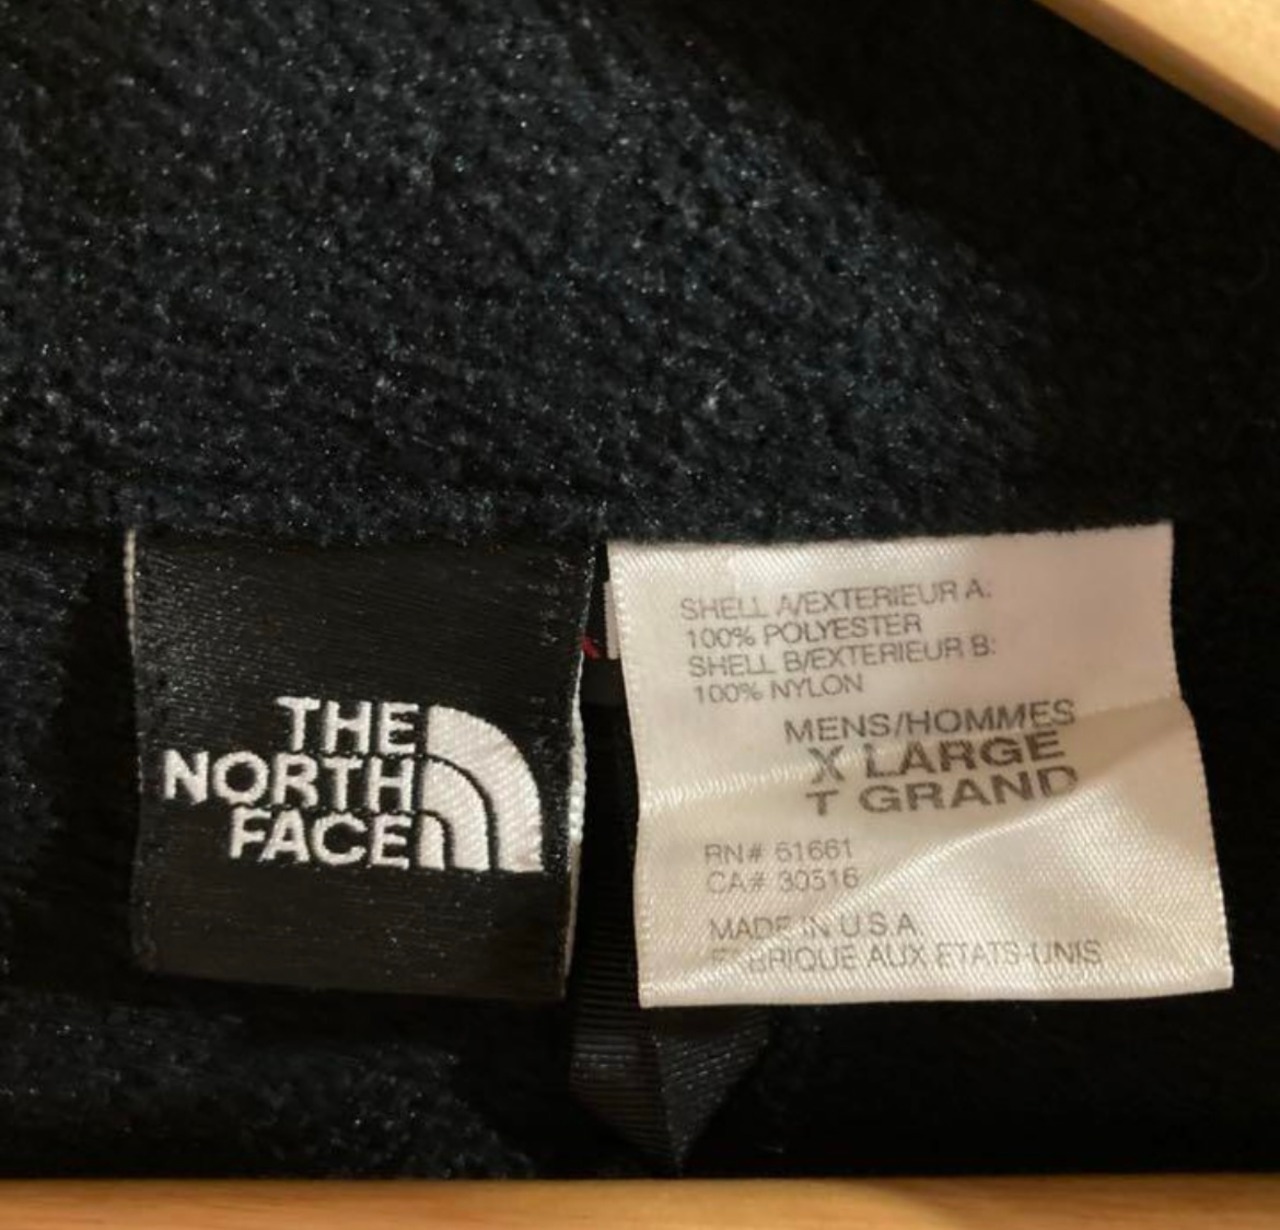 THE
NORTH
FACE
SHELL A/EXTERIEUR A:
100% POLYESTER
SHELL B/EXTERIEUR B:
100% NYLON
MENS/HOMMES
X LARGE
T GRAND
RN# 61661
CA# 30516
MADE IN U.S.A.
AUX ETATS-UNIS